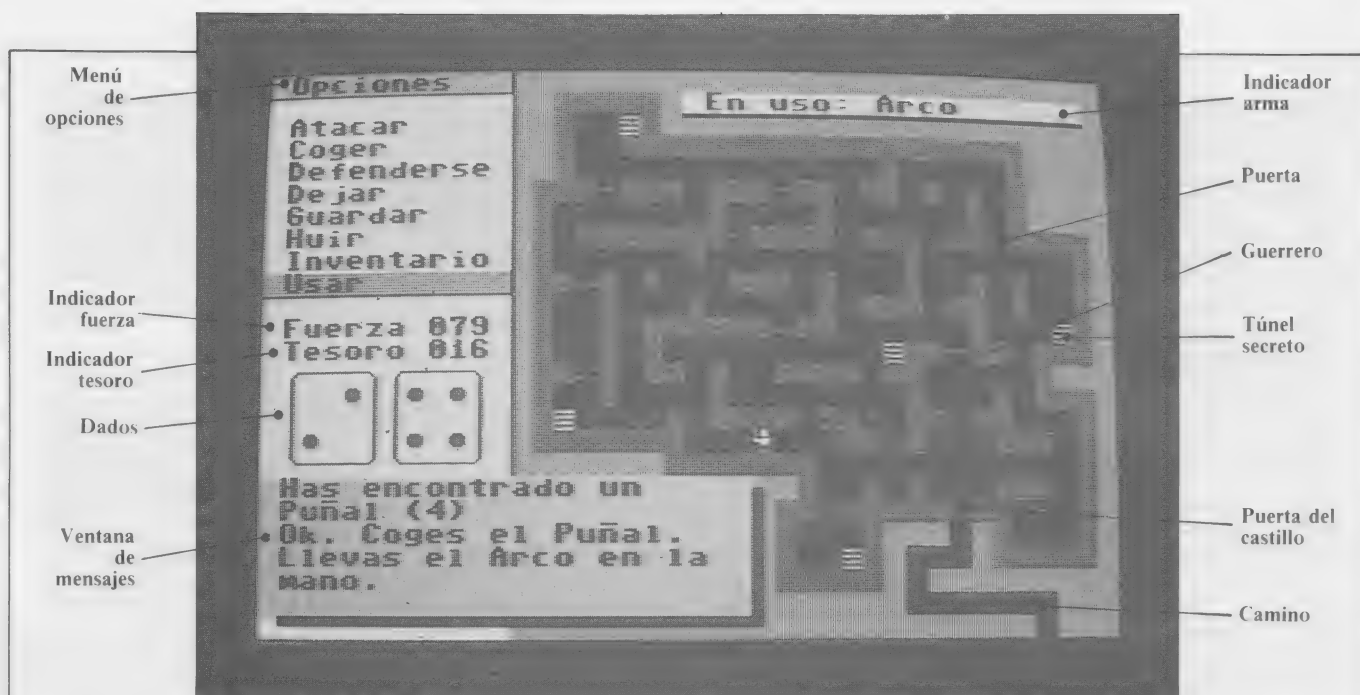 Menú
de
opciones
Indicador
fuerza
Indicador
tesoro
Dados
Ventana
de
mensajes
Opciones
Atacar
Coger
Defenderse
Dejar
Guardar
Huir
Inventario
Usar
Fuerza 079
Tesoro 016
Has encontrado un
Puñal (4)
Ok. Coges el Puñal.
Llevas el Arco en la
mano.
En uso: Arco
Indicador
arma
Puerta
Guerrero
Túnel
secreto
Puerta del
castillo
Camino